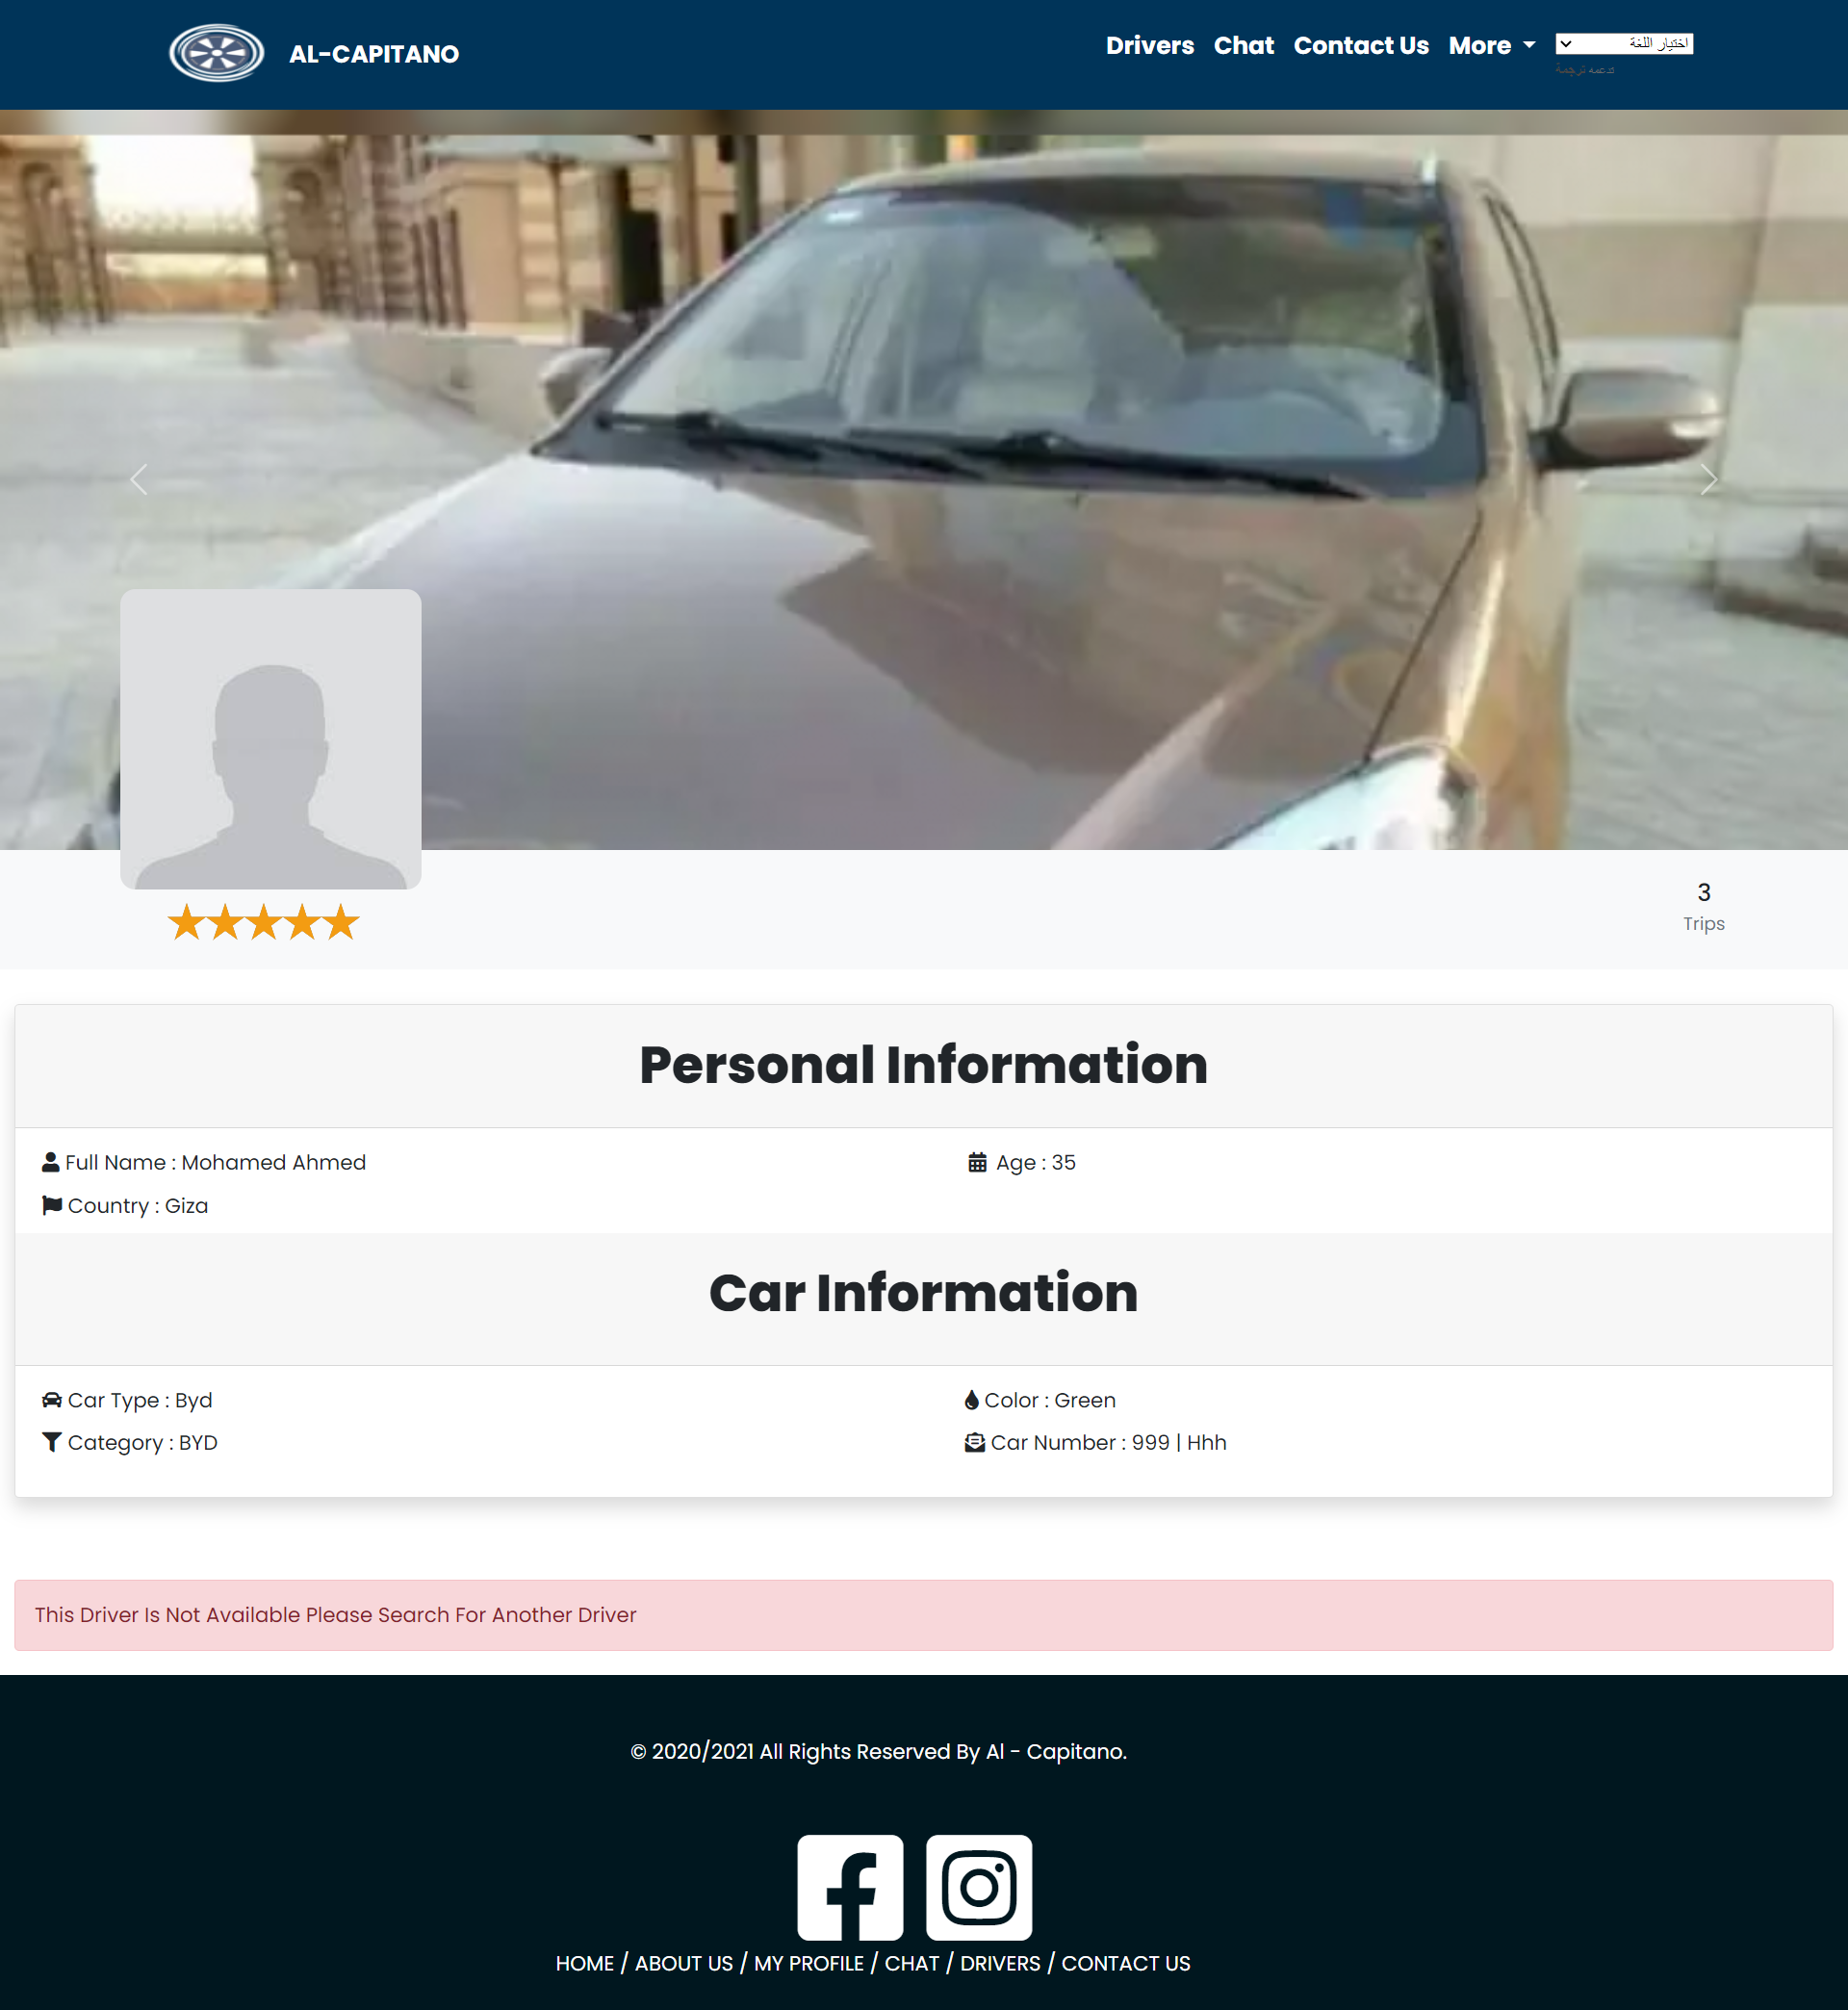 AL-CAPITANO
Drivers Chat Contact Us More
اختيار اللغة
تدعمه ترجمة
3
Trips
Personal Information
Full Name : Mohamed Ahmed
Age : 35
Country : Giza
Car Information
Car Type : Byd
Color : Green
Category : BYD
Car Number : 999 | Hhh
This Driver Is Not Available Please Search For Another Driver
© 2020/2021 All Rights Reserved By Al - Capitano.
HOME / ABOUT US / MY PROFILE / CHAT / DRIVERS / CONTACT US